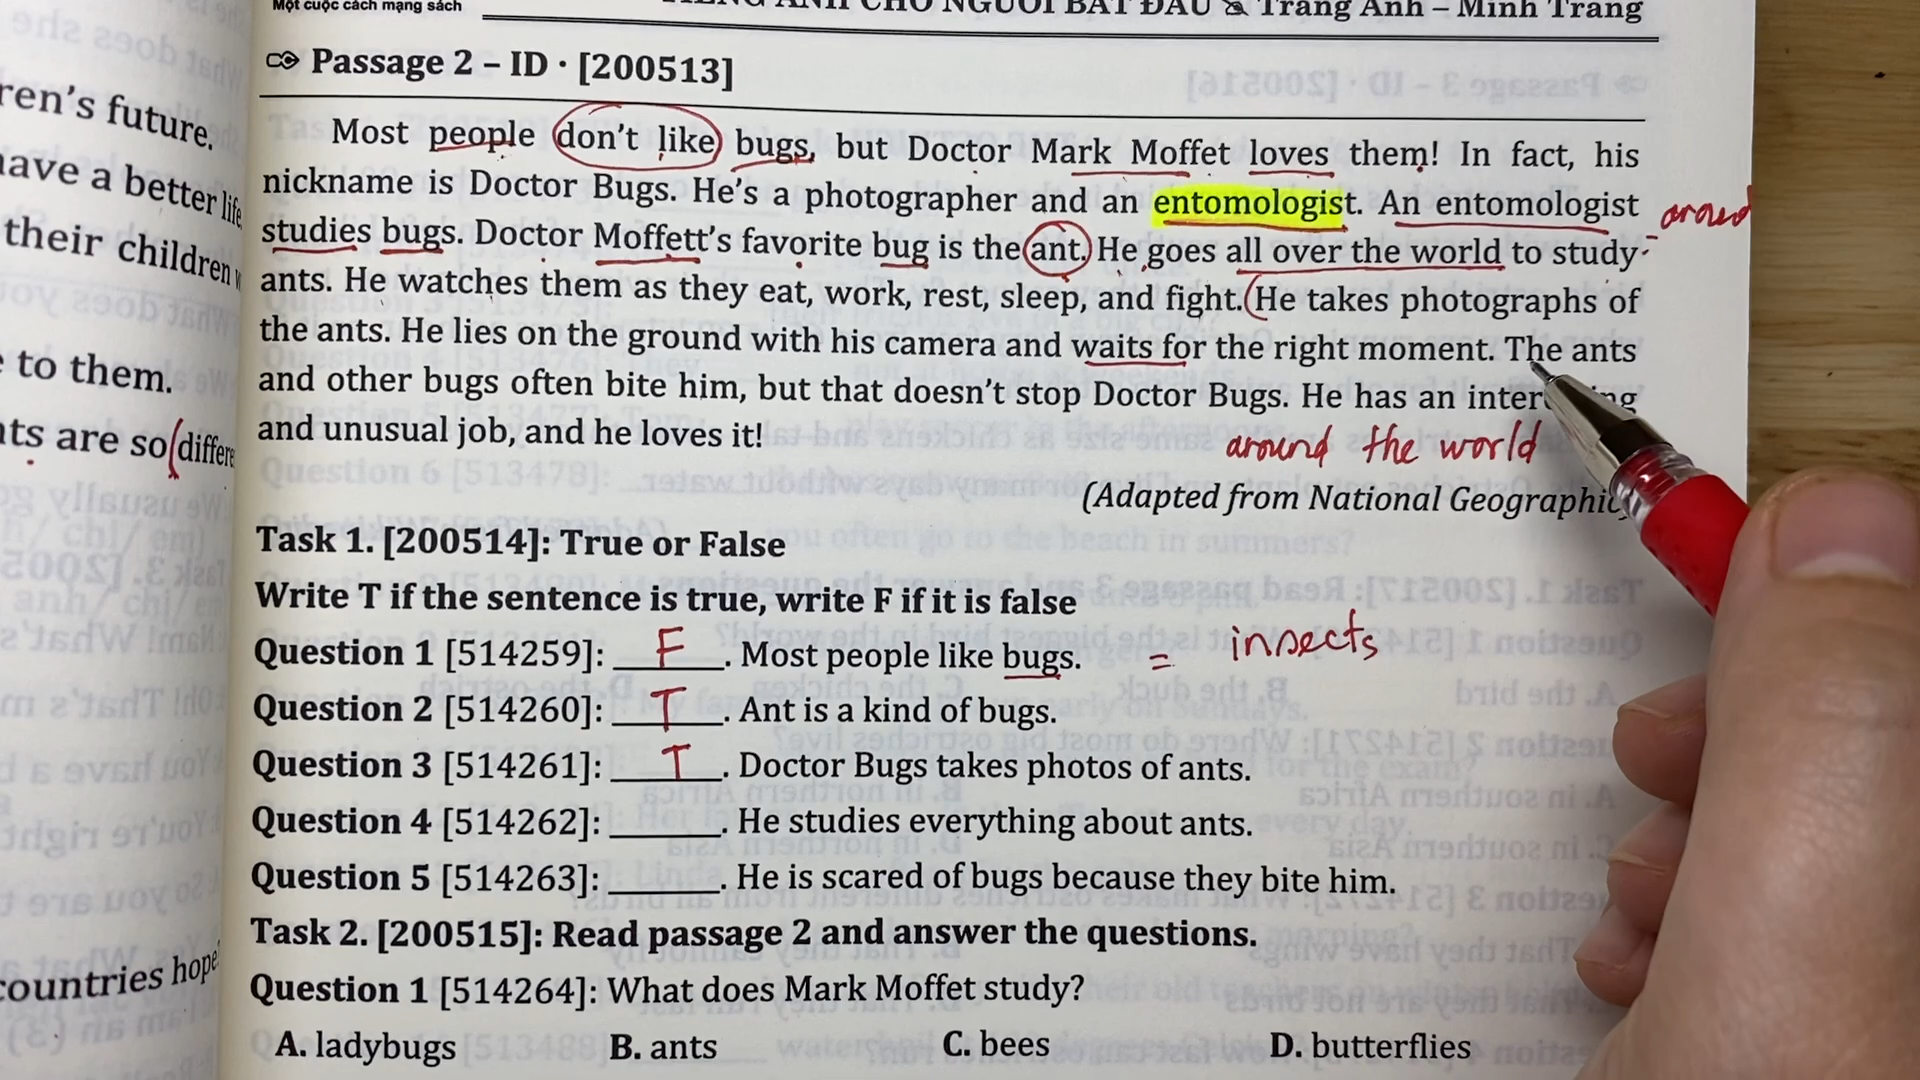 Một cuộc cách mạng sách
TIẾNG ANH CHO NGƯỜI BẮT ĐẦU & Trang Anh – Minh Trang
Passage 2 – ID · [200513]
ren's future.
have a better life
their children
to them.
ts are so differe
countries hope
Most people don't like bugs, but Doctor Mark Moffet loves them! In fact, his
nickname is Doctor Bugs. He's a photographer and an entomologist. An entomologist
around
studies bugs. Doctor Moffett's favorite bug is the ant. He goes all over the world to study
ants. He watches them as they eat, work, rest, sleep, and fight. He takes photographs of
the ants. He lies on the ground with his camera and waits for the right moment. The ants
and other bugs often bite him, but that doesn't stop Doctor Bugs. He has an
and unusual job, and he loves it!
around the world
(Adapted from National Geographic
Task 1. [200514]: True or False
Write T if the sentence is true, write F if it is false
Question 1 [514259]: F. Most people like bugs. = insects
Question 2 [514260]: T. Ant is a kind of bugs.
Question 3 [514261]: T. Doctor Bugs takes photos of ants.
Question 4 [514262]: ______. He studies everything about ants.
Question 5 [514263]: ______. He is scared of bugs because they bite him.
Task 2. [200515]: Read passage 2 and answer the questions.
Question 1 [514264]: What does Mark Moffet study?
A. ladybugs B. ants C. bees D. butterflies